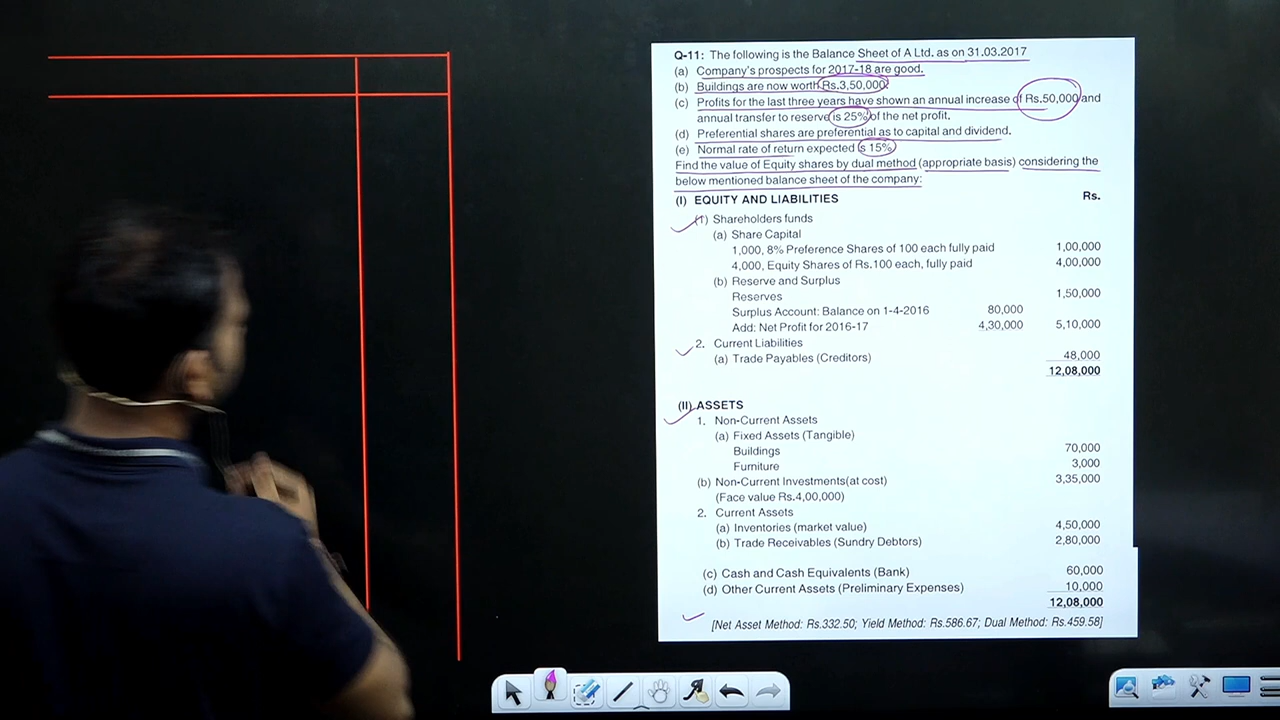 Q-11: The following is the Balance Sheet of A Ltd. as on 31.03.2017
(a) Company's prospects for 2017-18 are good.
(b) Buildings are now worth Rs.3,50,000.
(c) Profits for the last three years have shown an annual increase of Rs.50,000 and
annual transfer to reserve is 25% of the net profit.
(d) Preferential shares are preferential as to capital and dividend.
(e) Normal rate of return expected is 15%
Find the value of Equity shares by dual method (appropriate basis) considering the
below mentioned balance sheet of the company:
(I) EQUITY AND LIABILITIES Rs.
(1) Shareholders funds
(a) Share Capital
1,000, 8% Preference Shares of 100 each fully paid 1,00,000
4,000, Equity Shares of Rs.100 each, fully paid 4,00,000
(b) Reserve and Surplus
Reserves 1,50,000
Surplus Account: Balance on 1-4-2016 80,000
Add: Net Profit for 2016-17 4,30,000 5,10,000
2. Current Liabilities
(a) Trade Payables (Creditors) 48,000
12,08,000
(II) ASSETS
1. Non-Current Assets
(a) Fixed Assets (Tangible)
Buildings 70,000
Furniture 3,000
(b) Non-Current Investments(at cost) 3,35,000
(Face value Rs.4,00,000)
2. Current Assets
(a) Inventories (market value) 4,50,000
(b) Trade Receivables (Sundry Debtors) 2,80,000
(c) Cash and Cash Equivalents (Bank) 60,000
(d) Other Current Assets (Preliminary Expenses) 10,000
12,08,000
[Net Asset Method: Rs.332.50; Yield Method: Rs.586.67; Dual Method: Rs.459.58]